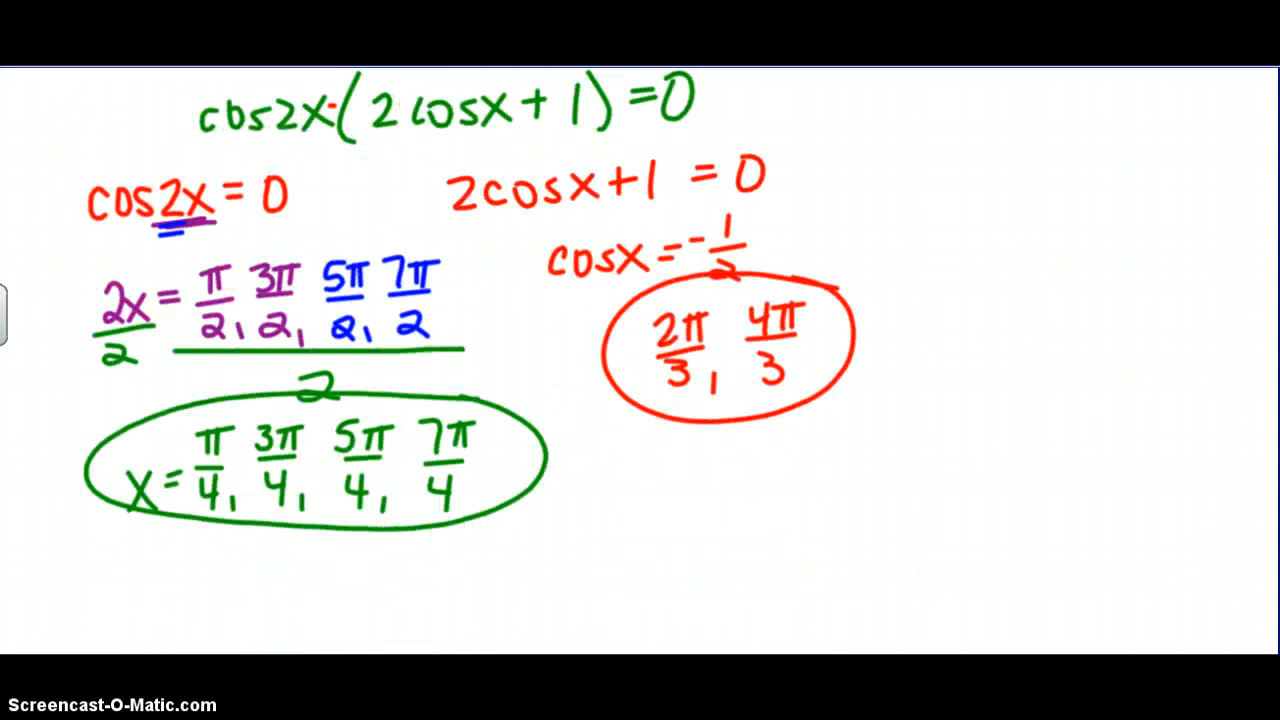 cos2x·(2cosx+1)=0
cos2x=0
2x/2 = π/2, 3π/2, 5π/2, 7π/2
2
x= π/4, 3π/4, 5π/4, 7π/4
2cosx+1=0
cosx=-1/2
2π/3, 4π/3
Screencast-O-Matic.com